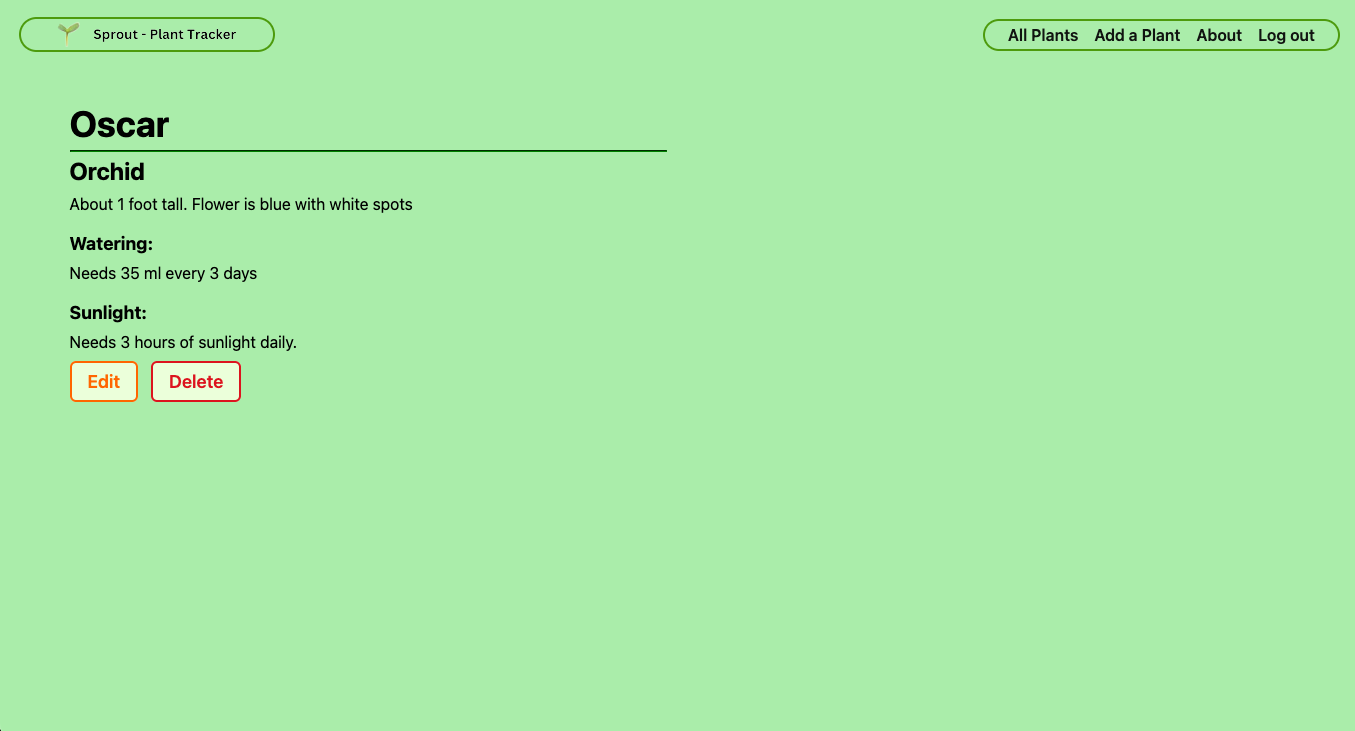 Sprout - Plant Tracker
All Plants Add a Plant About Log out
Oscar
Orchid
About 1 foot tall. Flower is blue with white spots
Watering:
Needs 35 ml every 3 days
Sunlight:
Needs 3 hours of sunlight daily.
Edit Delete